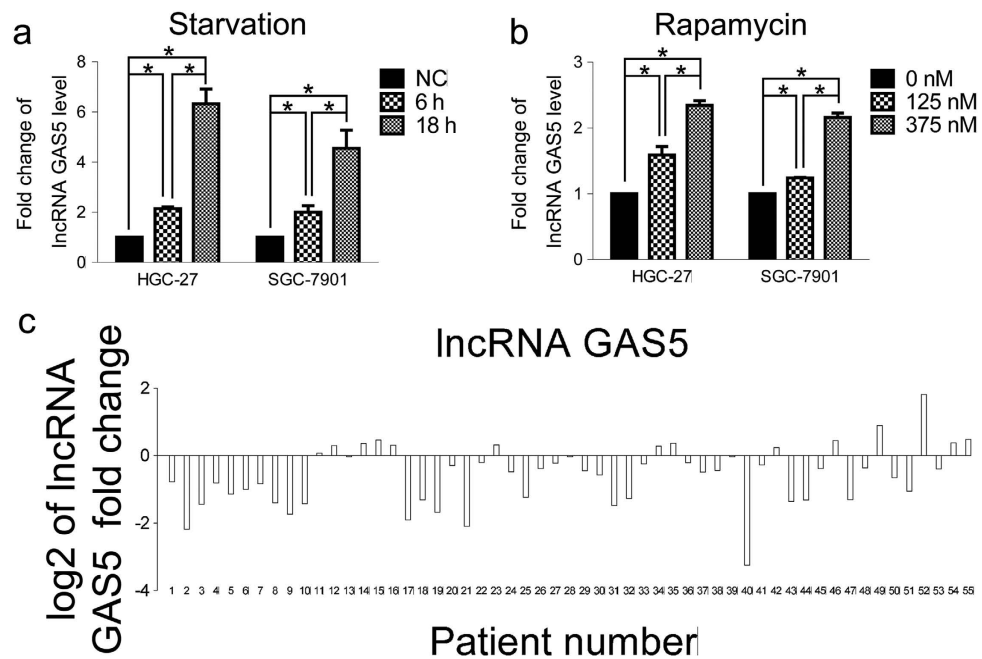 a
Starvation
Fold change of
lncRNA GAS5 level
8
6
4
2
0
* * *
* * *
NC
6 h
18 h
HGC-27
SGC-7901
b
Rapamycin
Fold change of
lncRNA GAS5 level
3
2
1
0
* * *
* * *
0 nM
125 nM
375 nM
HGC-27
SGC-7901
c
lncRNA GAS5
log2 of lncRNA
GAS5 fold change
2
0
-2
-4
1 2 3 4 5 6 7 8 9 10 11 12 13 14 15 16 17 18 19 20 21 22 23 24 25 26 27 28 29 30 31 32 33 34 35 36 37 38 39 40 41 42 43 44 45 46 47 48 49 50 51 52 53 54 55
Patient number